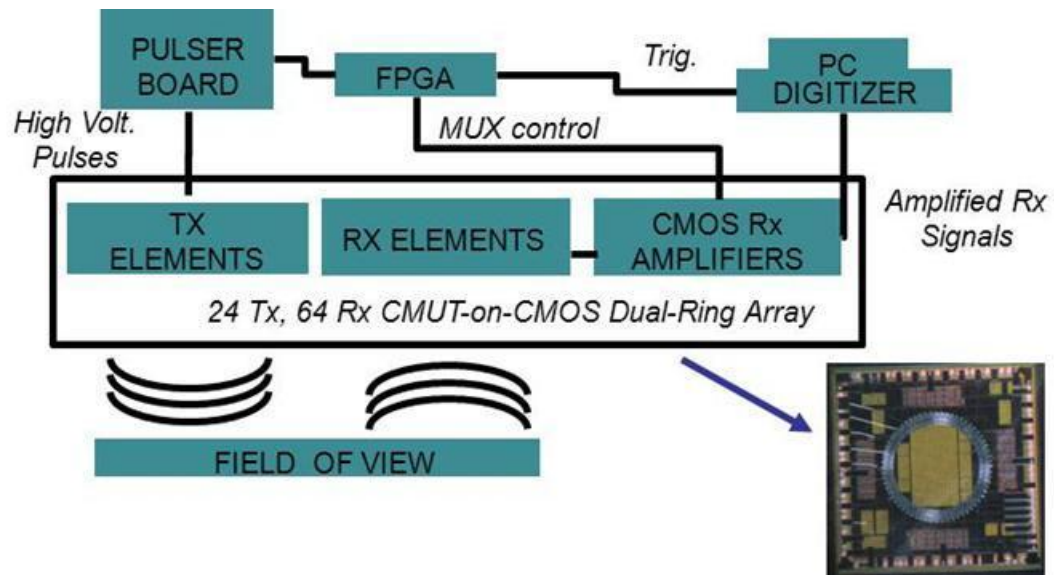 PULSER
BOARD
FPGA
Trig.
PC
DIGITIZER
High Volt.
Pulses
MUX control
TX
ELEMENTS
RX ELEMENTS
CMOS Rx
AMPLIFIERS
Amplified Rx
Signals
24 Tx, 64 Rx CMUT-on-CMOS Dual-Ring Array
FIELD OF VIEW